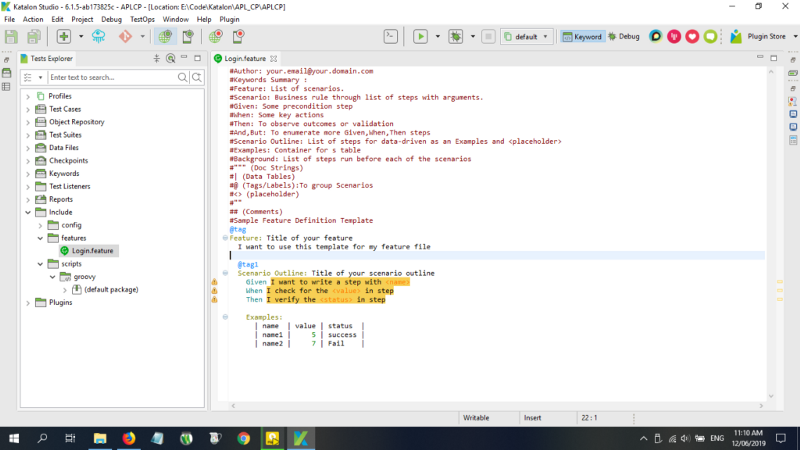 Katalon Studio - 6.1.5-ab173825c - APLCP - [Location: E:\Code\Katalon\APL_CP\APLCP]
File Action Edit Project Debug TestOps Window Help Plugin
default
Keyword
Debug
Plugin Store
Tests Explorer
Enter text to search...
Profiles
Test Cases
Object Repository
Test Suites
Data Files
Checkpoints
Keywords
Test Listeners
Reports
Include
config
features
Login.feature
scripts
groovy
(default package)
Plugins
Login.feature
#Author: your.email@your.domain.com
#Keywords Summary :
#Feature: List of scenarios.
#Scenario: Business rule through list of steps with arguments.
#Given: Some precondition step
#When: Some key actions
#Then: To observe outcomes or validation
#And,But: To enumerate more Given,When,Then steps
#Scenario Outline: List of steps for data-driven as an Examples and <placeholder>
#Examples: Container for s table
#Background: List of steps run before each of the scenarios
#""" (Doc Strings)
#| (Data Tables)
#@ (Tags/Labels):To group Scenarios
#<> (placeholder)
#""
## (Comments)
#Sample Feature Definition Template
@tag
Feature: Title of your feature
I want to use this template for my feature file
@tag1
Scenario Outline: Title of your scenario outline
Given I want to write a step with <name>
When I check for the <value> in step
Then I verify the <status> in step
Examples:
| name | value | status |
| name1 | 5 | success |
| name2 | 7 | Fail |
Writable
Insert
22 : 1
ENG
11:10 AM
12/06/2019